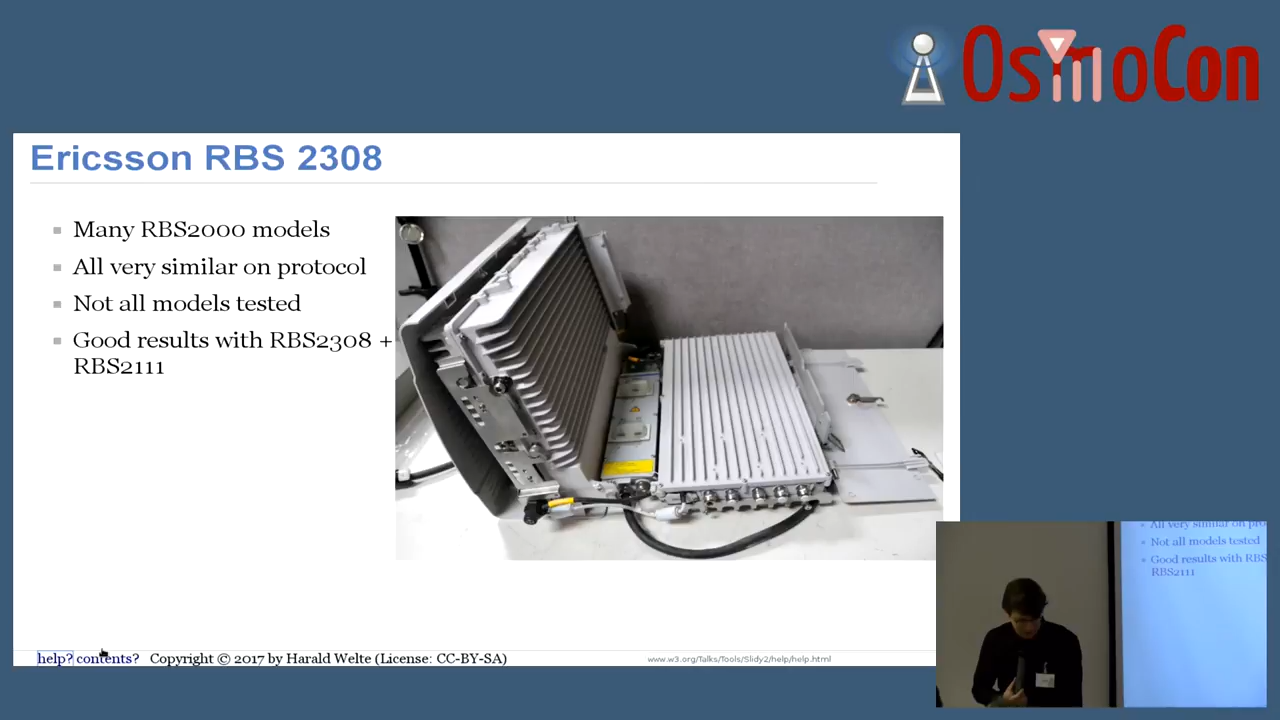 OsmoCon
Ericsson RBS 2308
Many RBS2000 models
All very similar on protocol
Not all models tested
Good results with RBS2308 +
RBS2111
help? contents? Copyright © 2017 by Harald Welte (License: CC-BY-SA)
www.w3.org/Talks/Tools/Slidy2/help/help.html
All very similar on pro
Not all models tested
Good results with RBS
RBS2111